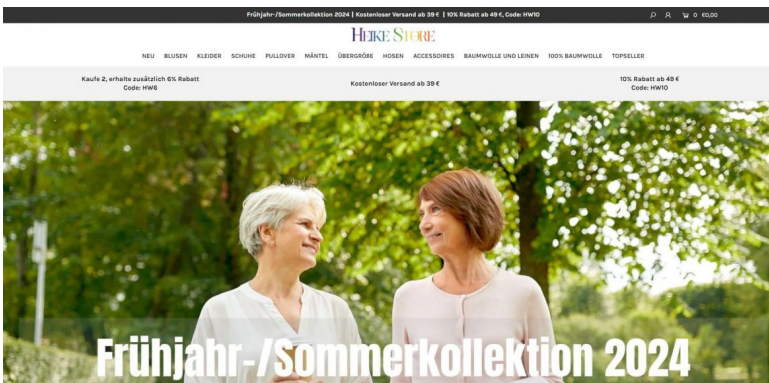 Frühjahr-/Sommerkollektion 2024 | Kostenloser Versand ab 39 € | 10% Rabatt ab 49 €, Code: HW10
0 €0,00
HEIKE STORE
NEU BLUSEN KLEIDER SCHUHE PULLOVER MÄNTEL ÜBERGRÖßE HOSEN ACCESSOIRES BAUMWOLLE UND LEINEN 100% BAUMWOLLE TOPSELLER
Kaufe 2, erhalte zusätzlich 6% Rabatt
Code: HW6
Kostenloser Versand ab 39 €
10% Rabatt ab 49 €
Code: HW10
Frühjahr-/Sommerkollektion 2024